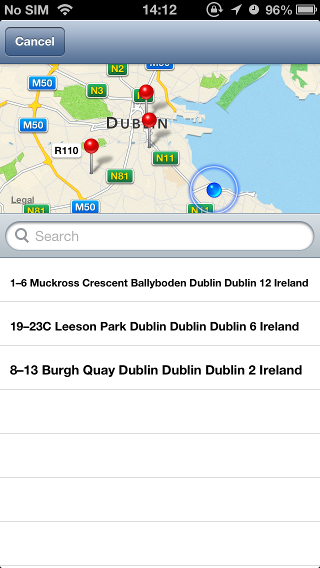 No SIM 14:12 96%
Cancel
N2
M50
N3
N31
M50
DUBLIN
R110
N11
N81
Legal
N81 M50 N11
Search
1–6 Muckross Crescent Ballyboden Dublin Dublin 12 Ireland
19–23C Leeson Park Dublin Dublin Dublin 6 Ireland
8–13 Burgh Quay Dublin Dublin Dublin 2 Ireland